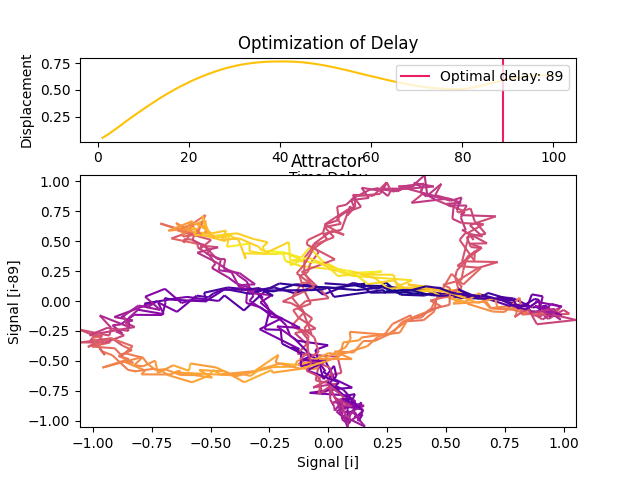 Optimization of Delay
Displacement
0.75
0.50
0.25
Optimal delay: 89
0 20 40 60 80 100
Attractor
Signal [i-89]
1.00
0.75
0.50
0.25
0.00
−0.25
−0.50
−0.75
−1.00
−1.00 −0.75 −0.50 −0.25 0.00 0.25 0.50 0.75 1.00
Signal [i]